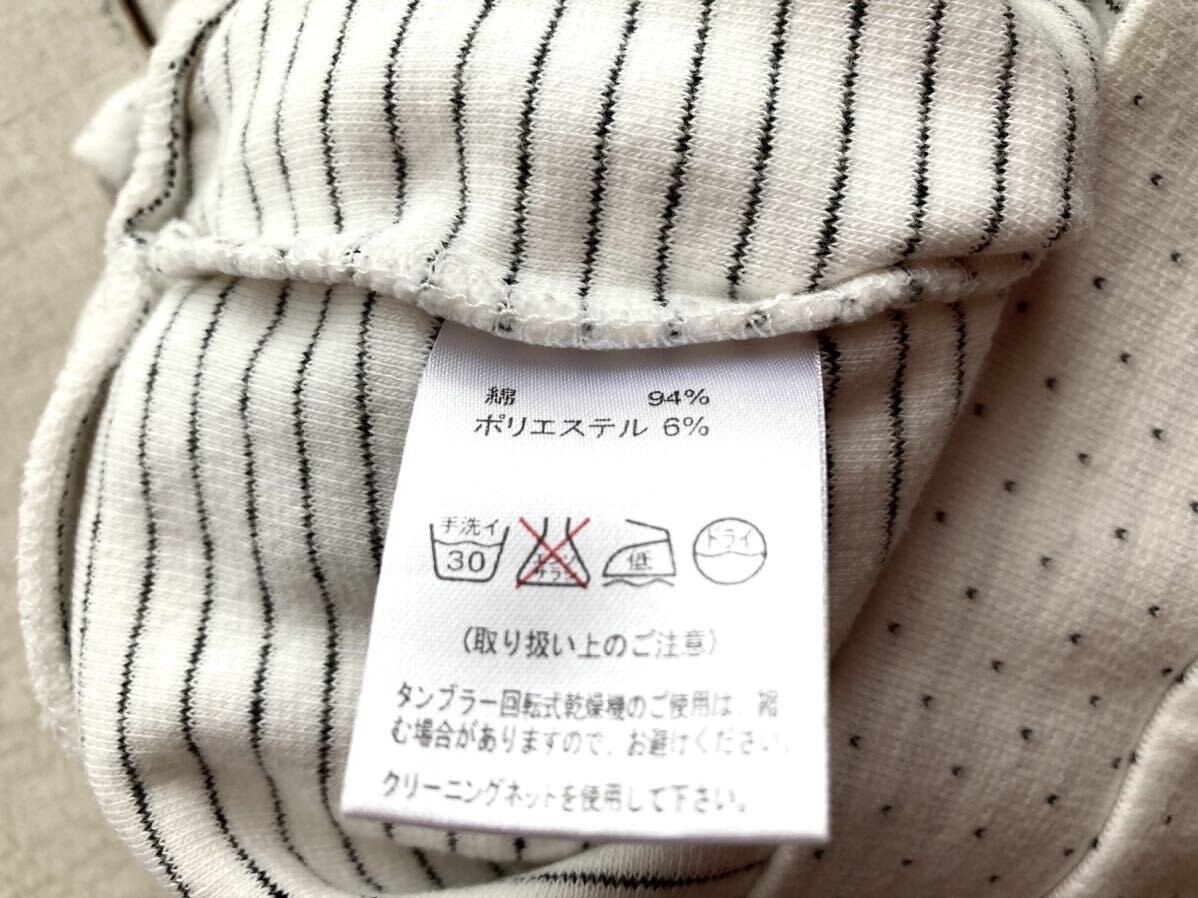 綿 94%
ポリエステル 6%
手洗イ
30
エンソ
サラシ
低
ドライ
(取り扱い上のご注意)
タンブラー回転式乾燥機のご使用は、縮
む場合がありますので、お避けください。
クリーニングネットを使用して下さい。